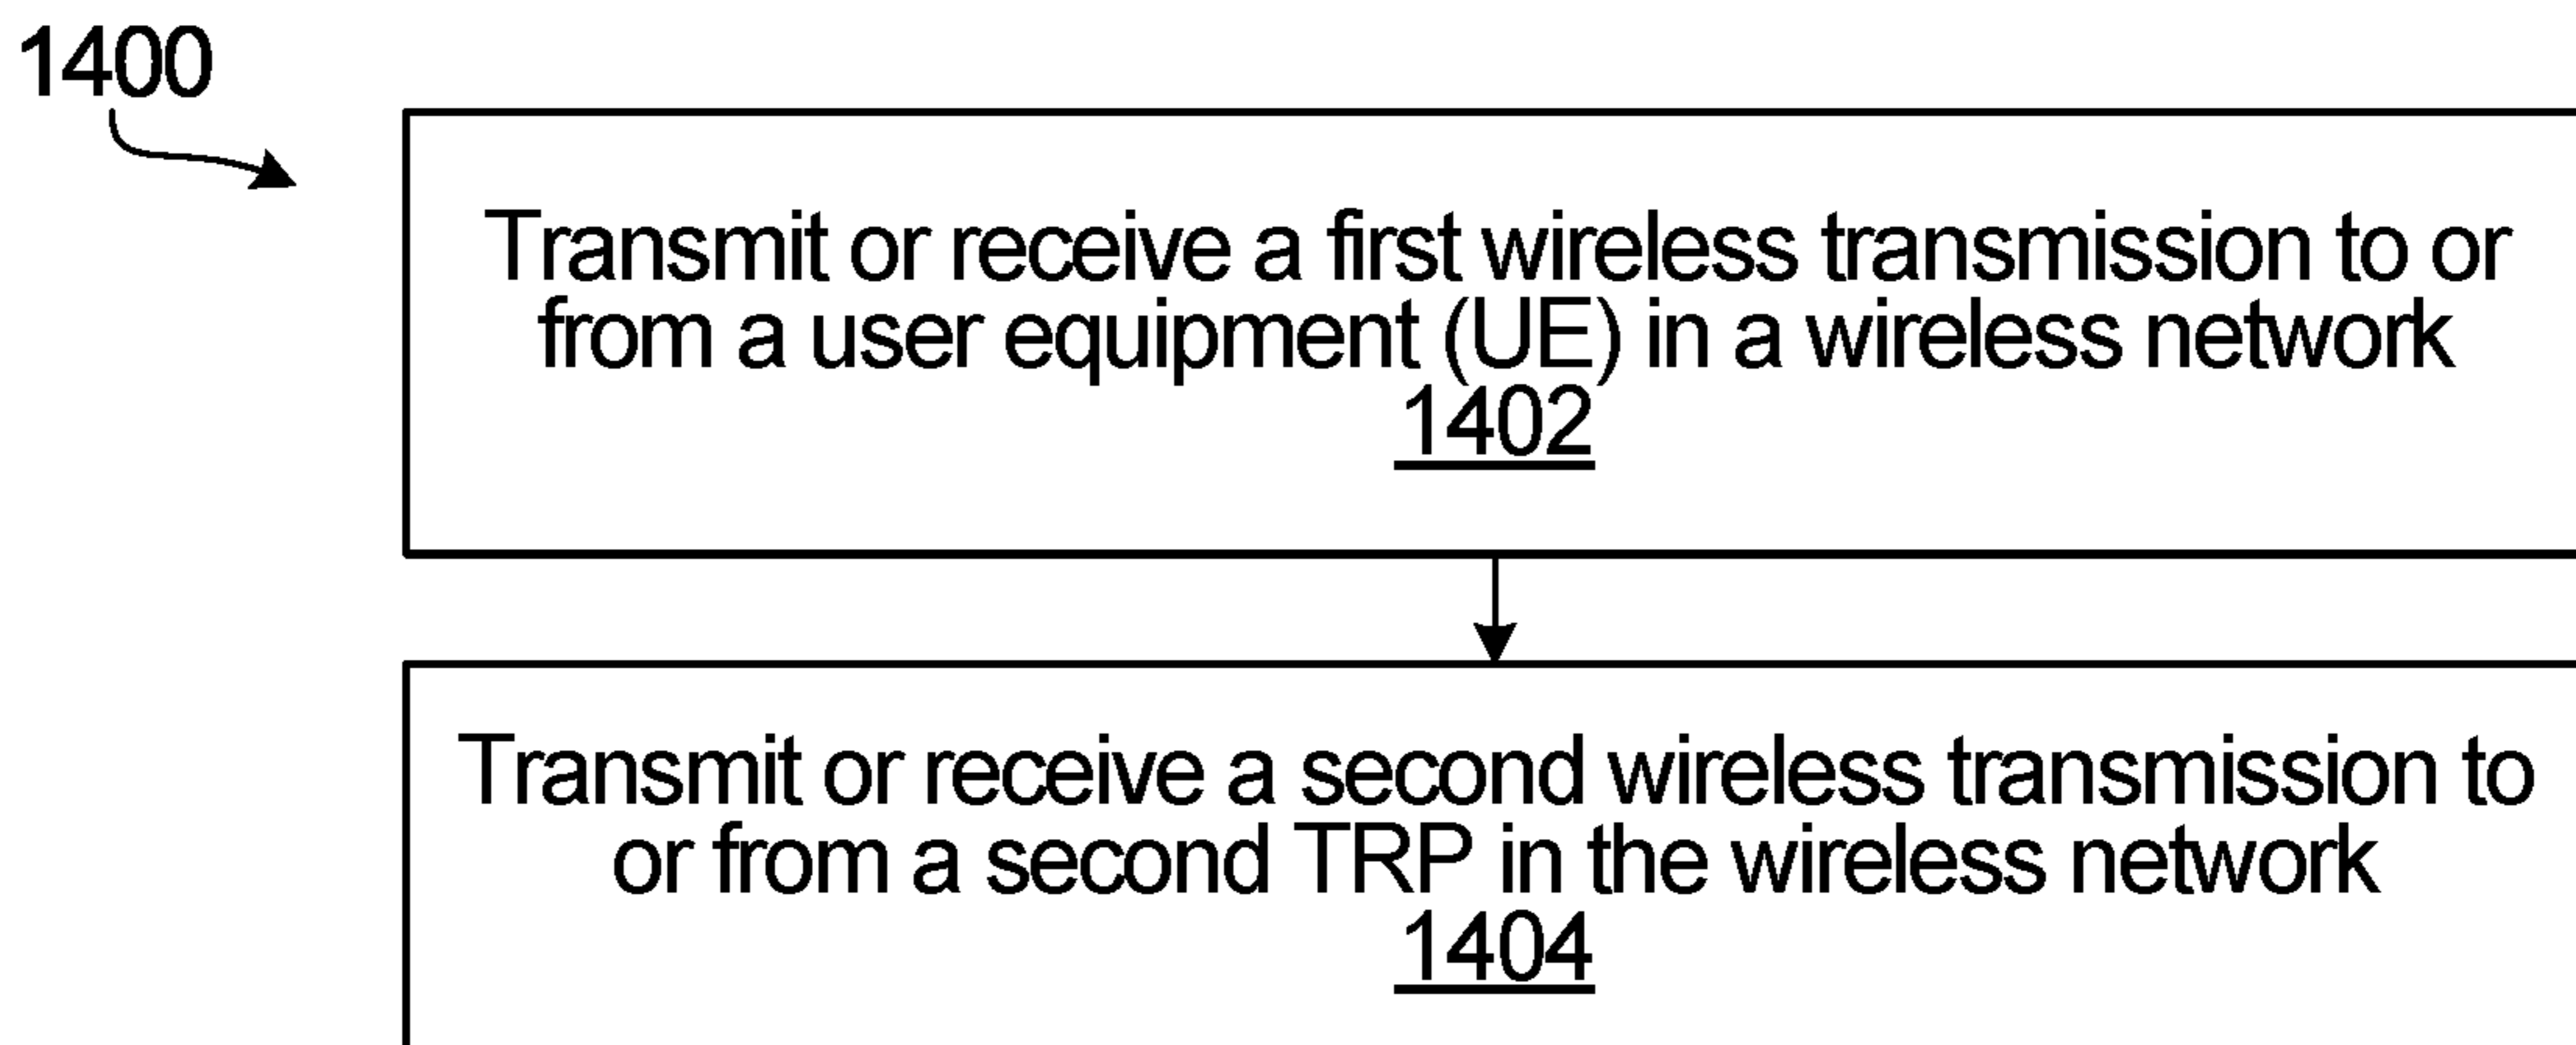 1400
Transmit or receive a first wireless transmission to or
from a user equipment (UE) in a wireless network
1402
Transmit or receive a second wireless transmission to
or from a second TRP in the wireless network
1404